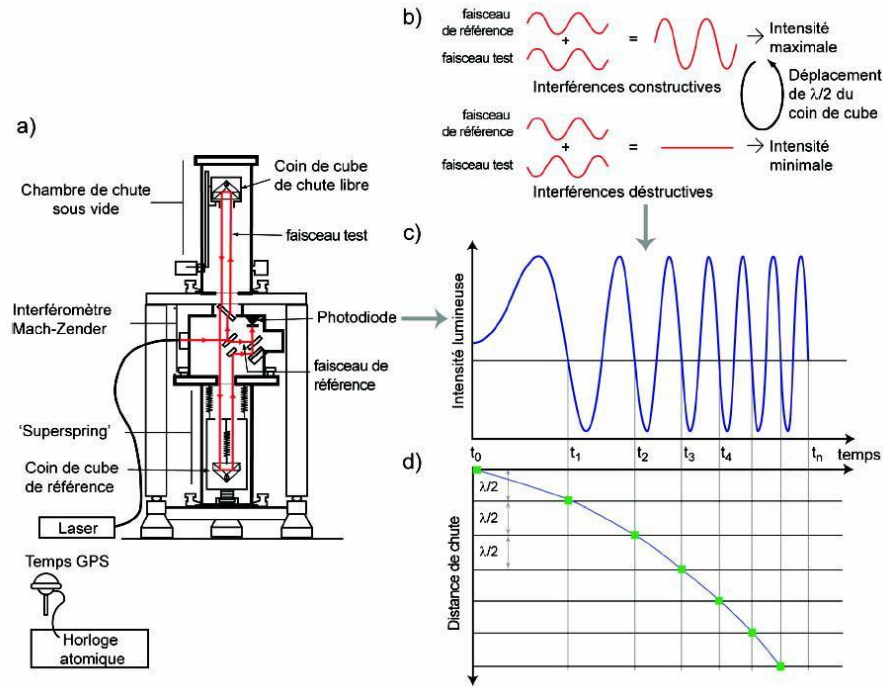 a)
Chambre de chute
sous vide
Coin de cube
de chute libre
faisceau test
Interféromètre
Mach-Zender
Photodiode
faisceau de
référence
'Superspring'
Coin de cube
de référence
Laser
Temps GPS
Horloge
atomique
b)
faisceau
de référence
+
faisceau test
=
Intensité
maximale
Interférences constructives
Déplacement
de λ/2 du
coin de cube
faisceau
de référence
+
faisceau test
=
Intensité
minimale
Interférences déstructives
c)
Intensité lumineuse
t0 t1 t2 t3 t4 tn temps
d)
λ/2
λ/2
λ/2
Distance de chute